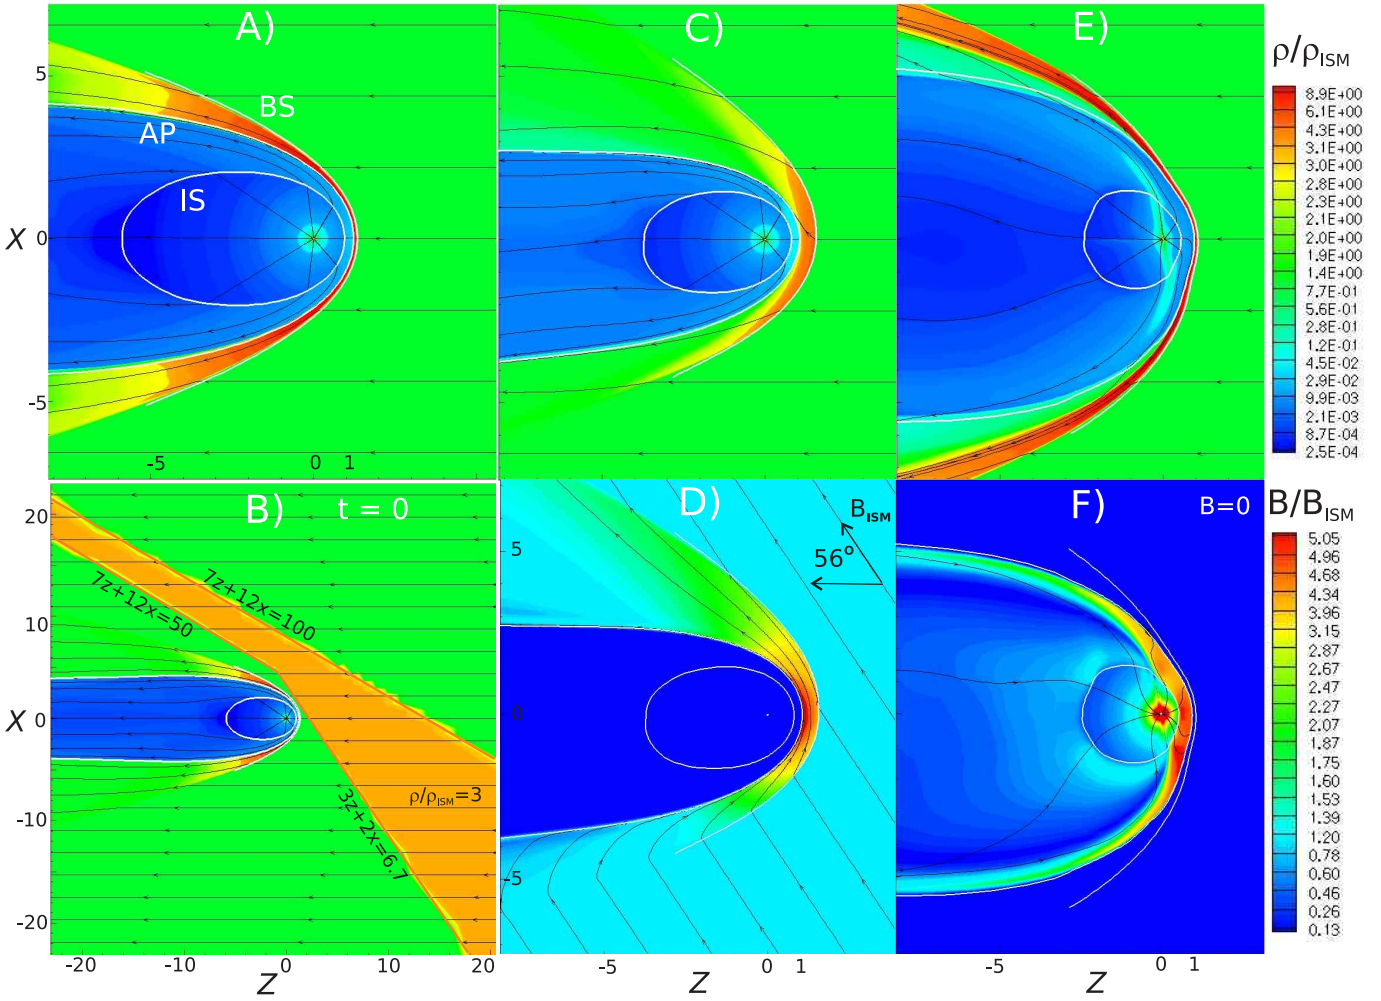 A)
C)
E)
ρ/ρISM
BS
AP
IS
5
X 0
-5
-5 0 1
8.9E+00
6.1E+00
4.3E+00
3.1E+00
3.0E+00
2.8E+00
2.3E+00
2.1E+00
2.0E+00
1.9E+00
1.4E+00
5.7E-01
5.6E-01
2.8E-01
1.2E-01
4.5E-02
2.9E-02
9.9E-03
2.1E-03
8.7E-04
2.5E-04
B) t = 0
20
10
X 0
-10
-20
7z+12x=100
7z+12x=50
ρ/ρISM=3
3z+2x=6.7
-20 -10 0 10 20
Z
D)
BISM
56°
5
0
-5
-5 0 1
Z
F) B=0
-5 0 1
Z
B/BISM
5.05
4.96
4.68
4.34
3.96
3.15
2.87
2.67
2.47
2.27
2.07
1.87
1.75
1.60
1.53
1.39
1.20
0.78
0.60
0.46
0.26
0.13